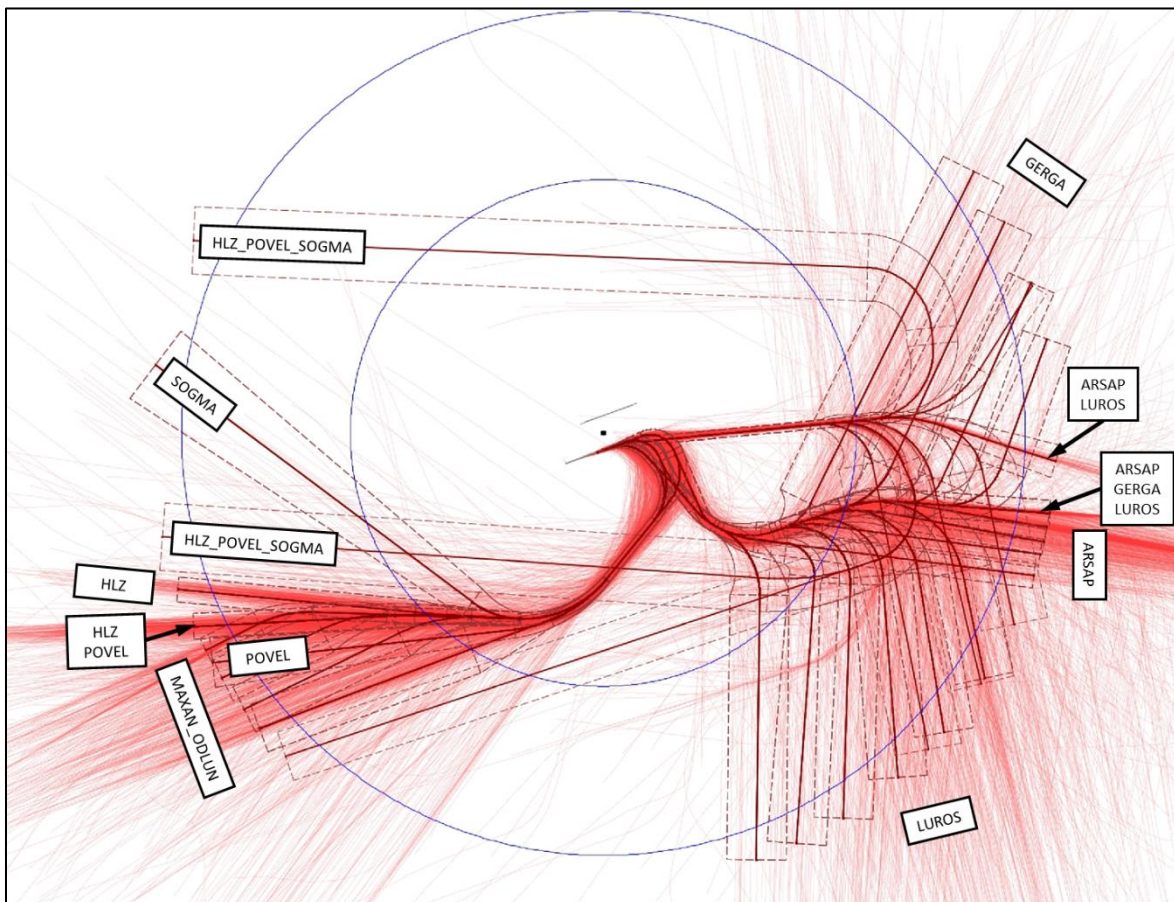 GERGA
HLZ_POVEL_SOGMA
SOGMA
ARSAP
LUROS
ARSAP
GERGA
LUROS
HLZ_POVEL_SOGMA
ARSAP
HLZ
HLZ
POVEL
POVEL
MAXAN_ODLUN
LUROS